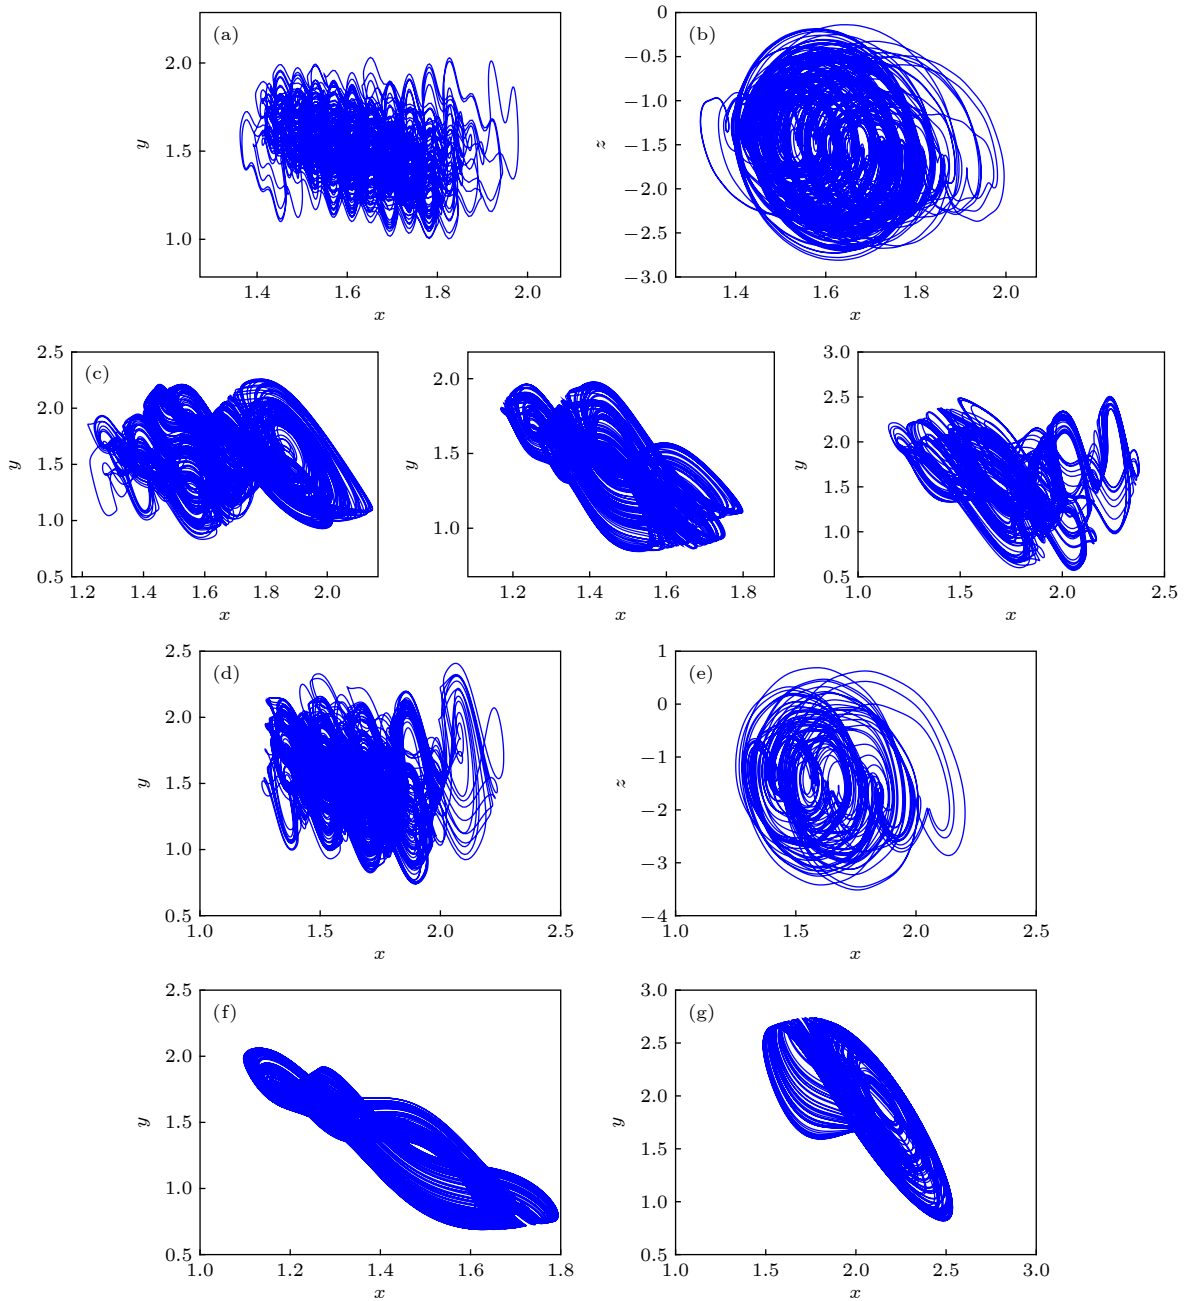 (a)
2.0
1.5
1.0
y
1.4 1.6 1.8 2.0
x
(b)
0
−0.5
−1.0
−1.5
−2.0
−2.5
−3.0
z
1.4 1.6 1.8 2.0
x
(c)
2.5
2.0
1.5
1.0
0.5
y
1.2 1.4 1.6 1.8 2.0
x
2.0
1.5
1.0
y
1.2 1.4 1.6 1.8
x
3.0
2.5
2.0
1.5
1.0
0.5
y
1.0 1.5 2.0 2.5
x
(d)
2.5
2.0
1.5
1.0
0.5
y
1.0 1.5 2.0 2.5
x
(e)
1
0
−1
−2
−3
−4
z
1.0 1.5 2.0 2.5
x
(f)
2.5
2.0
1.5
1.0
0.5
y
1.0 1.2 1.4 1.6 1.8
x
(g)
3.0
2.5
2.0
1.5
1.0
0.5
y
1.0 1.5 2.0 2.5 3.0
x